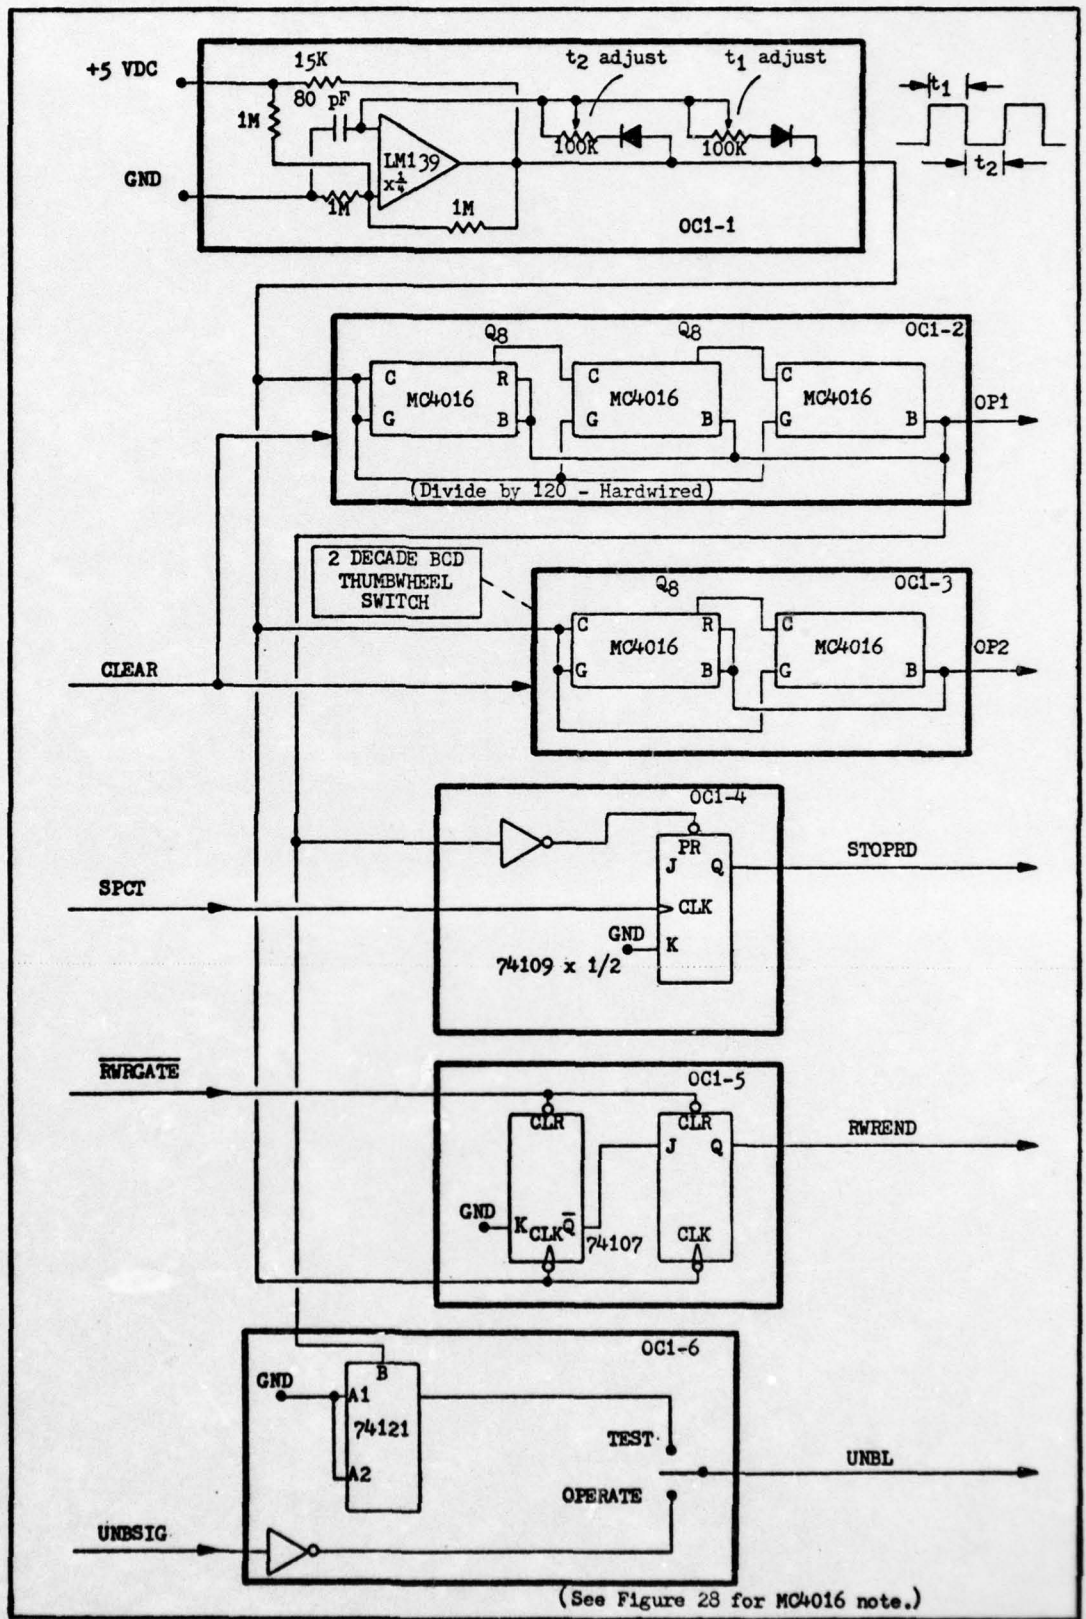 t₂ adjust
t₁ adjust
+5 VDC
15K
80 pF
1M
t₁
t₂
LM139
x¼
100K
100K
GND
1M
1M
OC1-1
OC1-2
Q8
Q8
C R
MC4016
G B
C
MC4016
G B
C
MC4016
G B
OP1
(Divide by 120 - Hardwired)
2 DECADE BCD
THUMBWHEEL
SWITCH
OC1-3
Q8
C R
MC4016
G B
C
MC4016
G B
OP2
CLEAR
OC1-4
PR
J Q
STOPRD
SPCT
CLK
GND
K
74109 x 1/2
RWRGATE
OC1-5
CLR
CLR
J Q
RWREND
GND
K CLK Q
74107
CLK
OC1-6
B
GND
A1
74121
A2
TEST
OPERATE
UNBL
UNBSIG
(See Figure 28 for MC4016 note.)